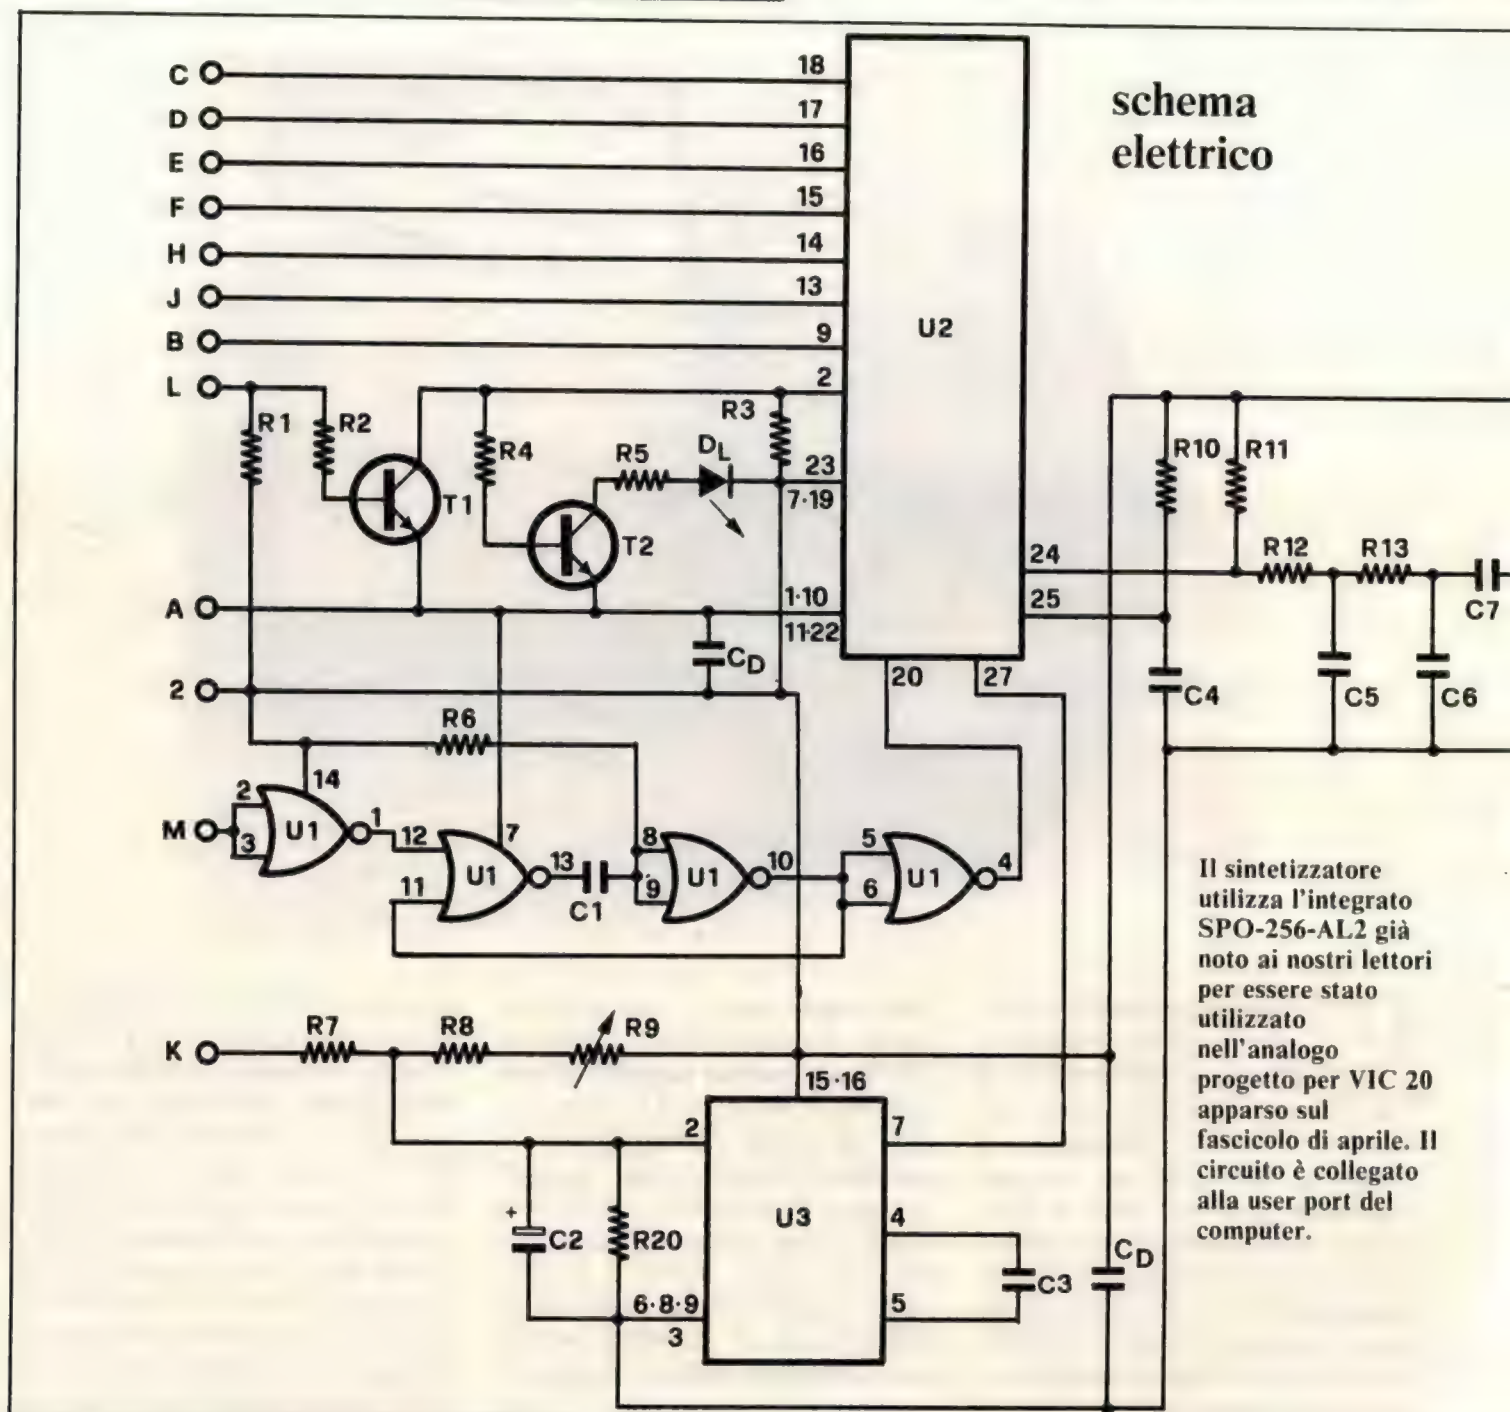 schema
elettrico
C 18
D 17
E 16
F 15
H 14
J 13
B 9
L 2
U2
R1 R2 R4 R3
R5 DL 23
7·19
T1 T2
R10 R11
24 R12 R13
25 C7
A 1·10
11·22
CD
20 27
C4 C5 C6
2
R6
14
M 2 3 U1 1
12 11 U1 7 13
C1
8 9 U1 10
5 6 U1 4
Il sintetizzatore
utilizza l'integrato
SPO-256-AL2 già
noto ai nostri lettori
per essere stato
utilizzato
nell'analogo
progetto per VIC 20
apparso sul
fascicolo di aprile. Il
circuito è collegato
alla user port del
computer.
K R7 R8 R9
15·16
2 7
+ C2 R20 U3 4
C3 CD
6·8·9 5
3